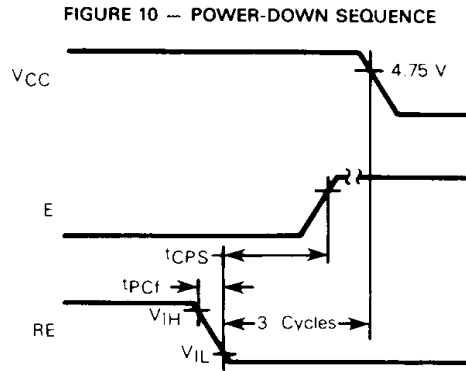 FIGURE 10 — POWER-DOWN SEQUENCE
VCC
4.75 V
E
tCPS
tPCf
VIH
RE
3 Cycles
VIL